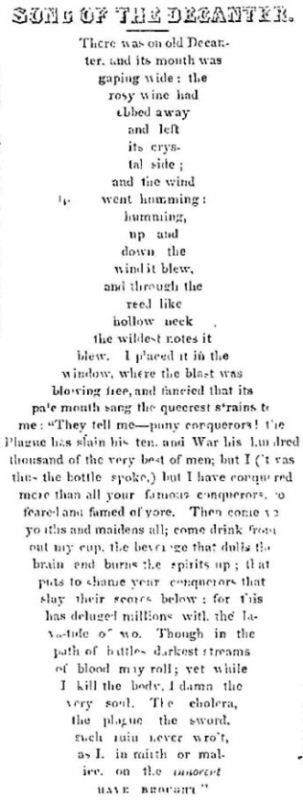 SONG OF THE DECANTER.
There was on old Decan-
ter, and its mouth was
gaping wide: the
rosy wine had
ebbed away
and left
its crys-
tal side;
and the wind
went humming:
humming,
up and
down the
wind it blew,
and through the
reed like
hollow neck
the wildest notes it
blew. I placed it in the
window, where the blast was
blowing free, and fancied that its
pale mouth sang the queerest strains to
me: "They tell me—puny conquerors! the
Plague has slain his ten, and War his hundred
thousand of the very best of men; but I ('t was
thus the bottle spoke,) but I have conquered
more than all your famous conquerors, so
feared and famed of yore. Then come ye
youths and maidens all; come drink from
out my cup, the beverage that dulls the
brain and burns the spirits up; that
puts to shame your conquerors that
slay their scores below: for this
has deluged millions with the la-
va-tide of wo. Though in the
path of battles darkest streams
of blood may roll; yet while
I kill the body, I damn the
very soul. The cholera,
the plague the sword,
such ruin never wro't,
as I, in mirth or mal-
ice, on the innocent
HAVE BROUGHT"